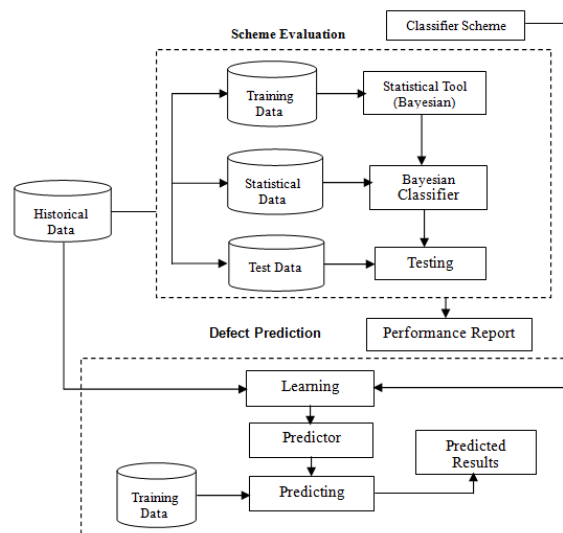 Classifier Scheme
Scheme Evaluation
Training
Data
Statistical Tool
(Bayesian)
Statistical
Data
Bayesian
Classifier
Historical
Data
Test Data
Testing
Performance Report
Defect Prediction
Learning
Predictor
Predicted
Results
Training
Data
Predicting